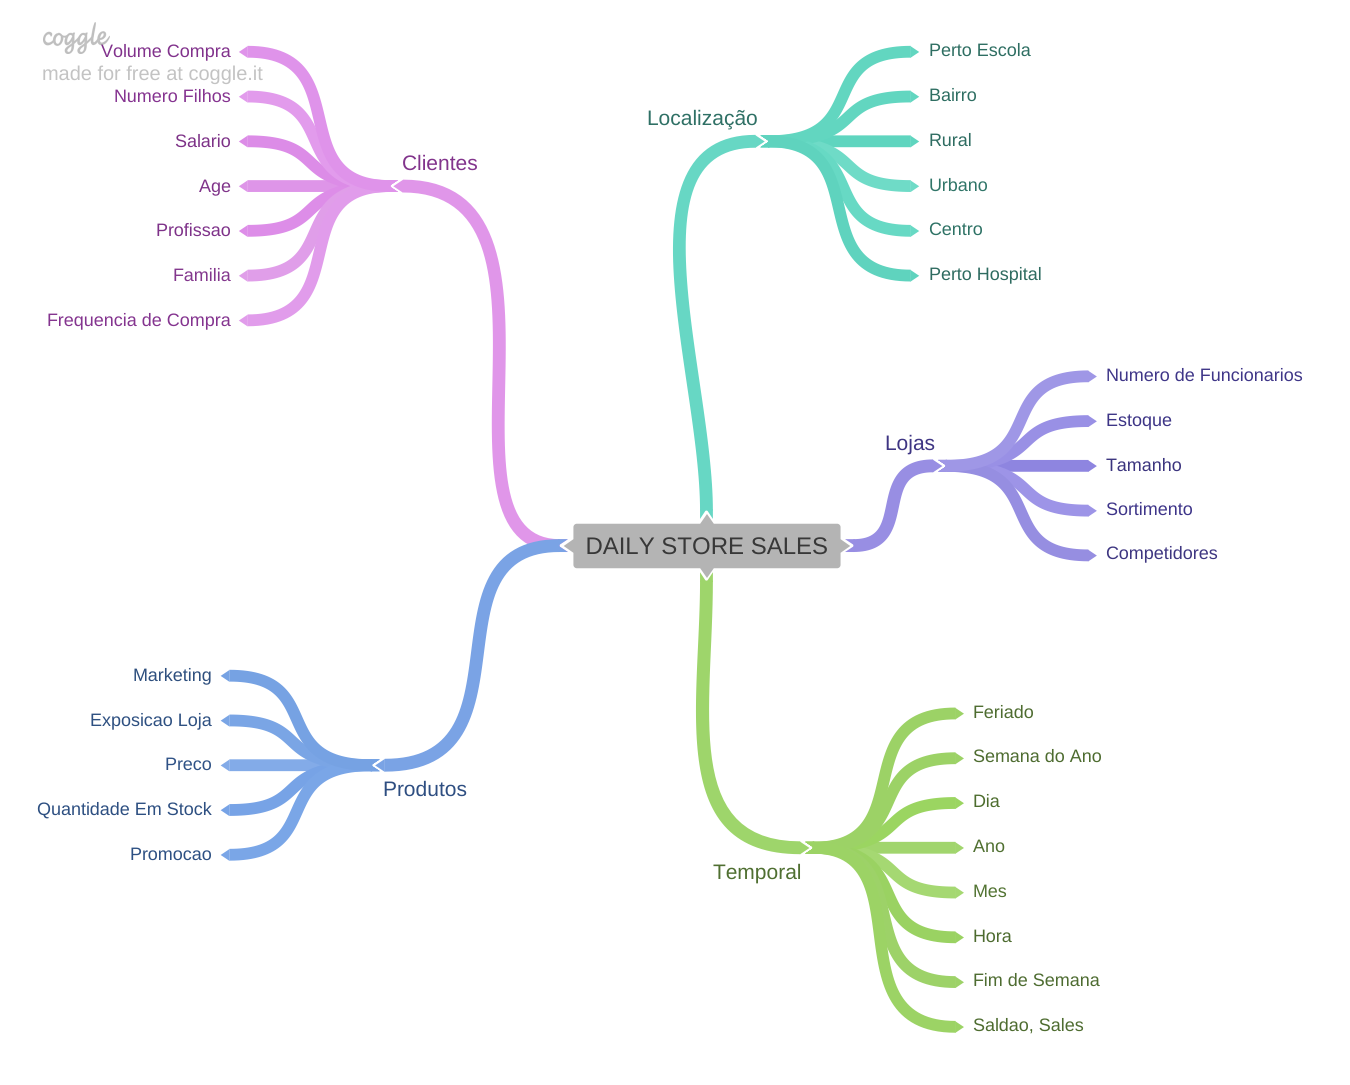 coggle
made for free at coggle.it
Volume Compra
Numero Filhos
Salario
Age
Profissao
Familia
Frequencia de Compra
Clientes
Localização
Perto Escola
Bairro
Rural
Urbano
Centro
Perto Hospital
Lojas
Numero de Funcionarios
Estoque
Tamanho
Sortimento
Competidores
DAILY STORE SALES
Marketing
Exposicao Loja
Preco
Quantidade Em Stock
Promocao
Produtos
Temporal
Feriado
Semana do Ano
Dia
Ano
Mes
Hora
Fim de Semana
Saldao, Sales